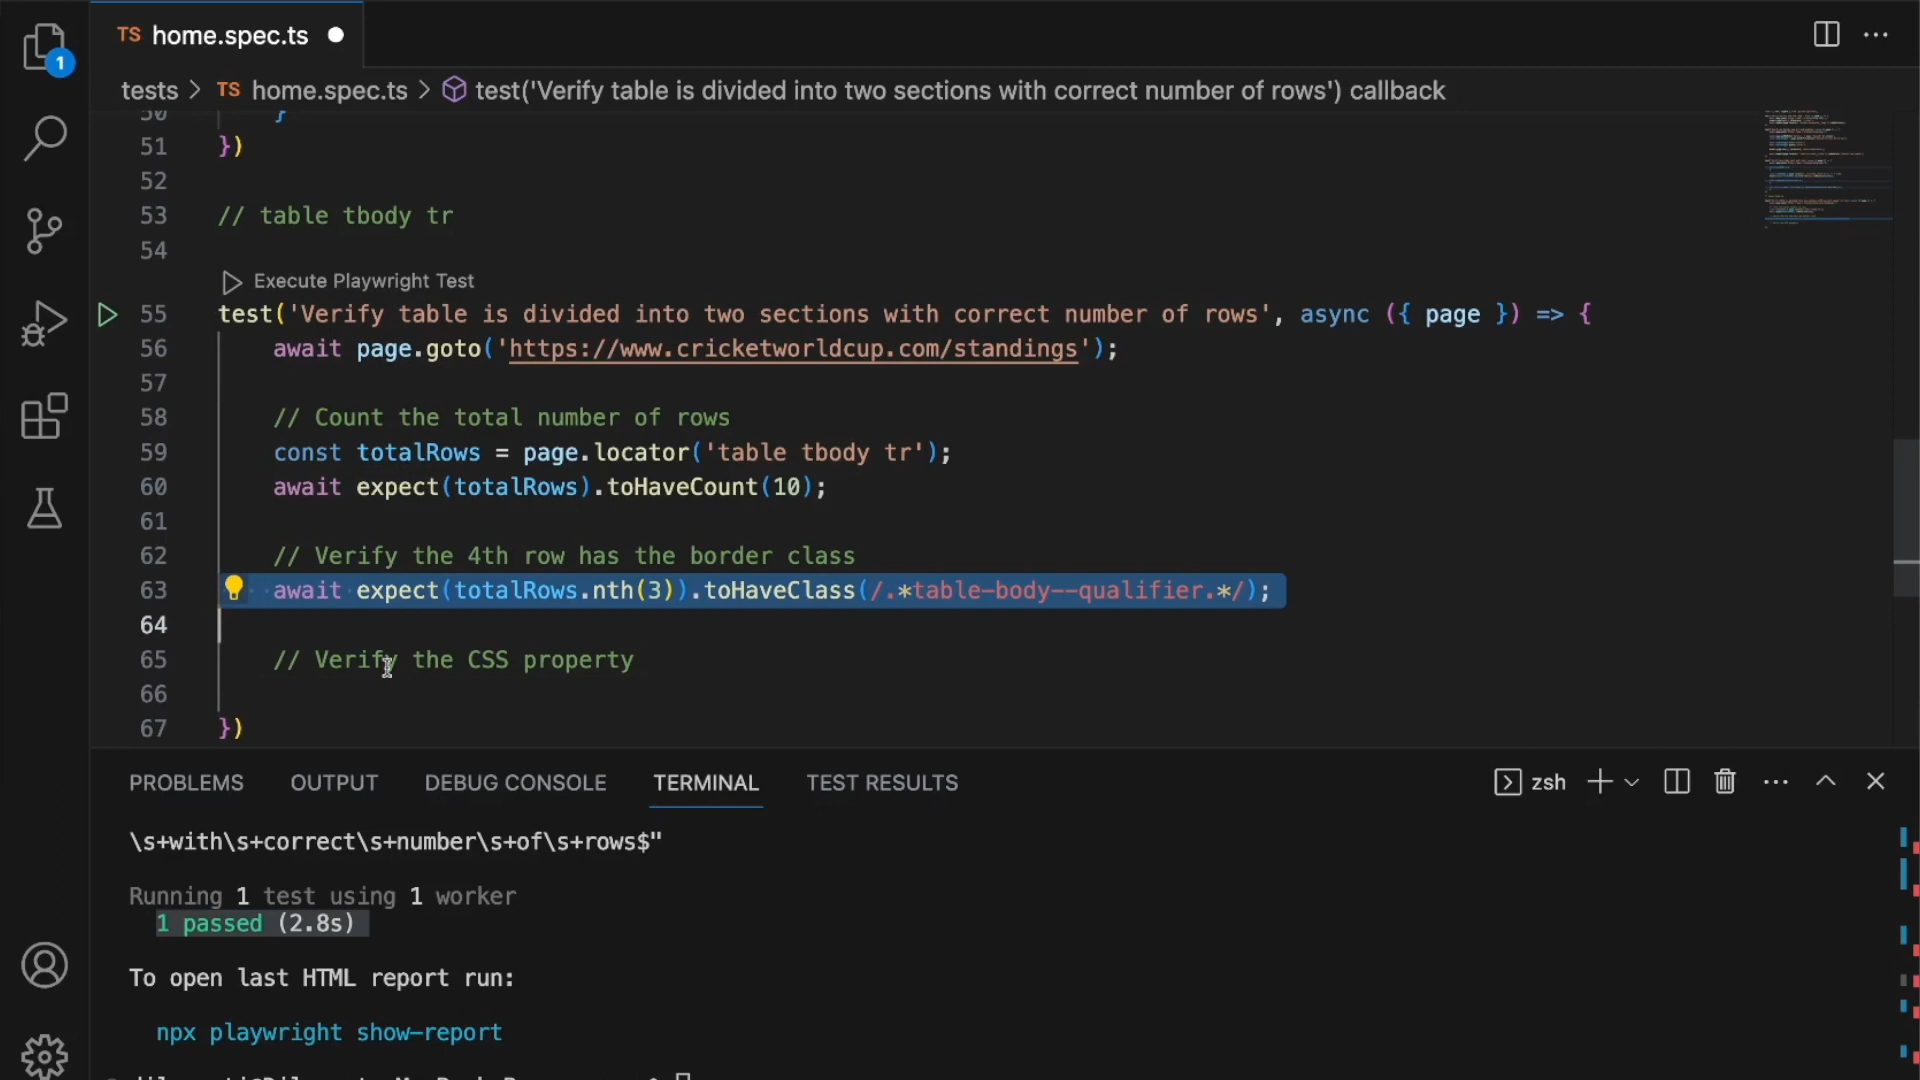 1
TS home.spec.ts
tests > TS home.spec.ts > test('Verify table is divided into two sections with correct number of rows') callback
50 }
51 })
52
53 // table tbody tr
54
Execute Playwright Test
55 test('Verify table is divided into two sections with correct number of rows', async ({ page }) => {
56 await page.goto('https://www.cricketworldcup.com/standings');
57
58 // Count the total number of rows
59 const totalRows = page.locator('table tbody tr');
60 await expect(totalRows).toHaveCount(10);
61
62 // Verify the 4th row has the border class
63 await expect(totalRows.nth(3)).toHaveClass(/.*table-body--qualifier.*/);
64
65 // Verify the CSS property
66
67 })
PROBLEMS OUTPUT DEBUG CONSOLE TERMINAL TEST RESULTS zsh
\s+with\s+correct\s+number\s+of\s+rows$"
Running 1 test using 1 worker
1 passed (2.8s)
To open last HTML report run:
npx playwright show-report